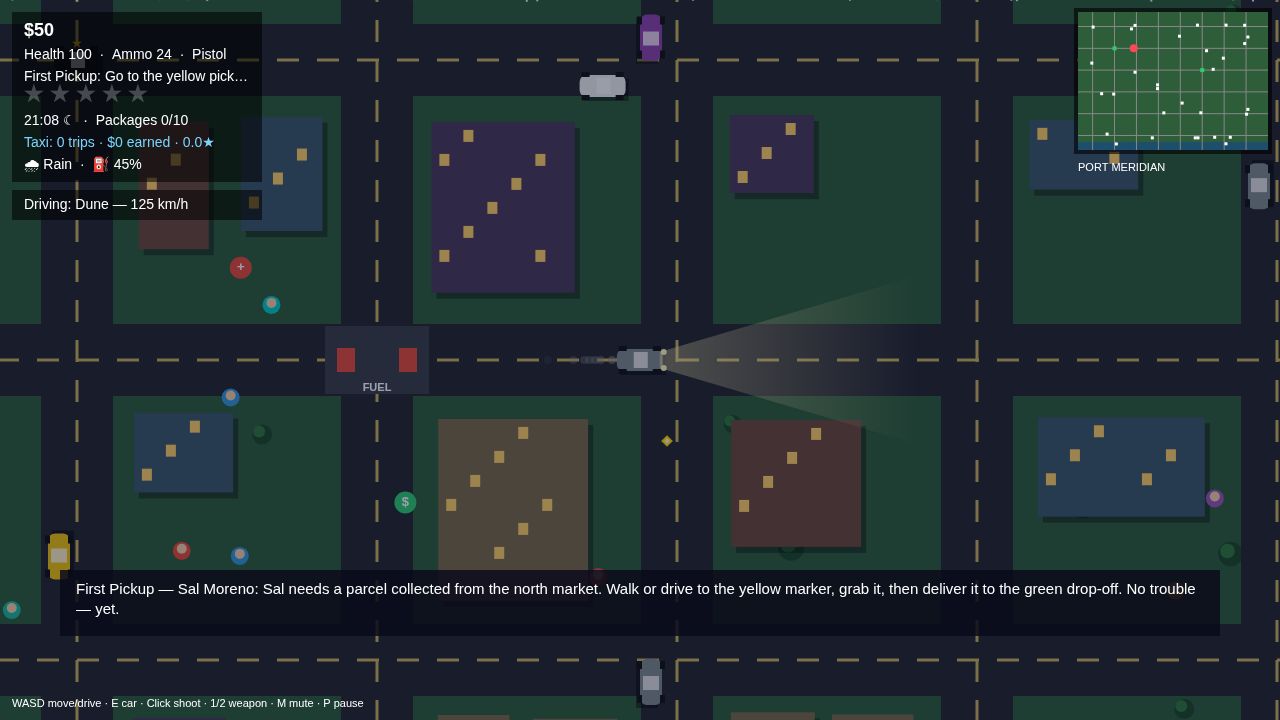 $50
Health 100 · Ammo 24 · Pistol
First Pickup: Go to the yellow pick…
★★★★★
21:08 ☾ · Packages 0/10
Taxi: 0 trips · $0 earned · 0.0★
🌧 Rain · ⛽ 45%
Driving: Dune — 125 km/h
PORT MERIDIAN
+
FUEL
$
First Pickup — Sal Moreno: Sal needs a parcel collected from the north market. Walk or drive to the yellow marker, grab it, then deliver it to the green drop-off. No trouble
— yet.
WASD move/drive · E car · Click shoot · 1/2 weapon · M mute · P pause